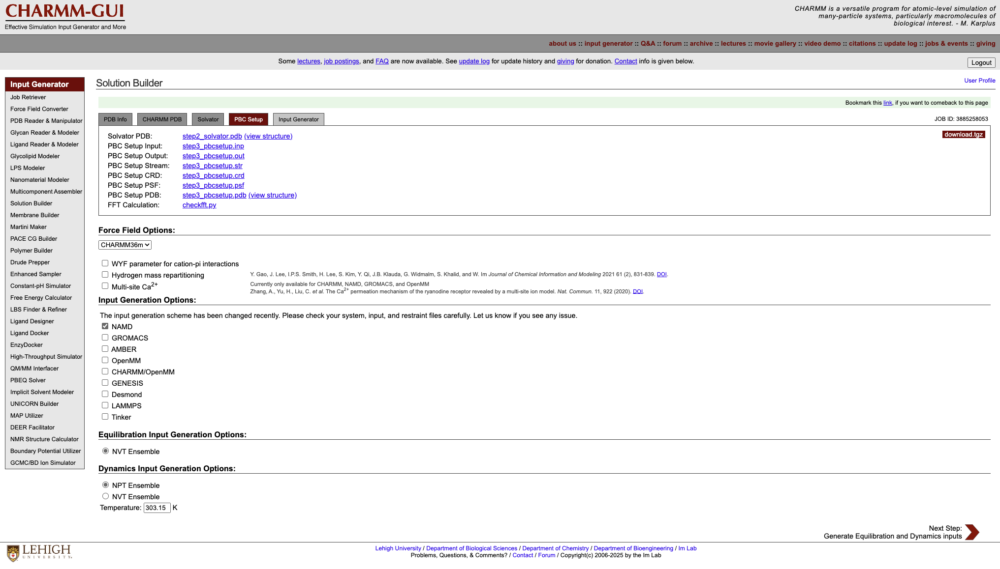 CHARMM-GUI
Effective Simulation Input Generator and More
CHARMM is a versatile program for atomic-level simulation of
many-particle systems, particularly macromolecules of
biological interest. - M. Karplus
about us :: input generator :: Q&A :: forum :: archive :: lectures :: movie gallery :: video demo :: citations :: update log :: jobs & events :: giving
Some lectures, job postings, and FAQ are now available. See update log for update history and giving for donation. Contact info is given below.
Logout
Input Generator
Job Retriever
Force Field Converter
PDB Reader & Manipulator
Glycan Reader & Modeler
Ligand Reader & Modeler
Glycolipid Modeler
LPS Modeler
Nanomaterial Modeler
Multicomponent Assembler
Solution Builder
Membrane Builder
Martini Maker
PACE CG Builder
Polymer Builder
Drude Prepper
Enhanced Sampler
Constant-pH Simulator
Free Energy Calculator
LBS Finder & Refiner
Ligand Designer
Ligand Docker
EnzyDocker
High-Throughput Simulator
QM/MM Interfacer
PBEQ Solver
Implicit Solvent Modeler
UNICORN Builder
MAP Utilizer
DEER Facilitator
NMR Structure Calculator
Boundary Potential Utilizer
GCMC/BD Ion Simulator
Solution Builder
User Profile
Bookmark this link, if you want to comeback to this page
PDB Info CHARMM PDB Solvator PBC Setup Input Generator
JOB ID: 3885258053
download.tgz
Solvator PDB: step2_solvator.pdb (view structure)
PBC Setup Input: step3_pbcsetup.inp
PBC Setup Output: step3_pbcsetup.out
PBC Setup Stream: step3_pbcsetup.str
PBC Setup CRD: step3_pbcsetup.crd
PBC Setup PSF: step3_pbcsetup.psf
PBC Setup PDB: step3_pbcsetup.pdb (view structure)
FFT Calculation: checkfft.py
Force Field Options:
CHARMM36m
WYF parameter for cation-pi interactions
Hydrogen mass repartitioning Y. Gao, J. Lee, I.P.S. Smith, H. Lee, S. Kim, Y. Qi, J.B. Klauda, G. Widmalm, S. Khalid, and W. Im Journal of Chemical Information and Modeling 2021 61 (2), 831-839. DOI.
Multi-site Ca2+ Currently only available for CHARMM, NAMD, GROMACS, and OpenMM
Zhang, A., Yu, H., Liu, C. et al. The Ca2+ permeation mechanism of the ryanodine receptor revealed by a multi-site ion model. Nat. Commun. 11, 922 (2020). DOI.
Input Generation Options:
The input generation scheme has been changed recently. Please check your system, input, and restraint files carefully. Let us know if you see any issue.
NAMD
GROMACS
AMBER
OpenMM
CHARMM/OpenMM
GENESIS
Desmond
LAMMPS
Tinker
Equilibration Input Generation Options:
NVT Ensemble
Dynamics Input Generation Options:
NPT Ensemble
NVT Ensemble
Temperature: 303.15 K
Next Step:
Generate Equilibration and Dynamics inputs
LEHIGH
UNIVERSITY.
Lehigh University / Department of Biological Sciences / Department of Chemistry / Department of Bioengineering / Im Lab
Problems, Questions, & Comments? / Contact / Forum / Copyright(c) 2006-2025 by the Im Lab